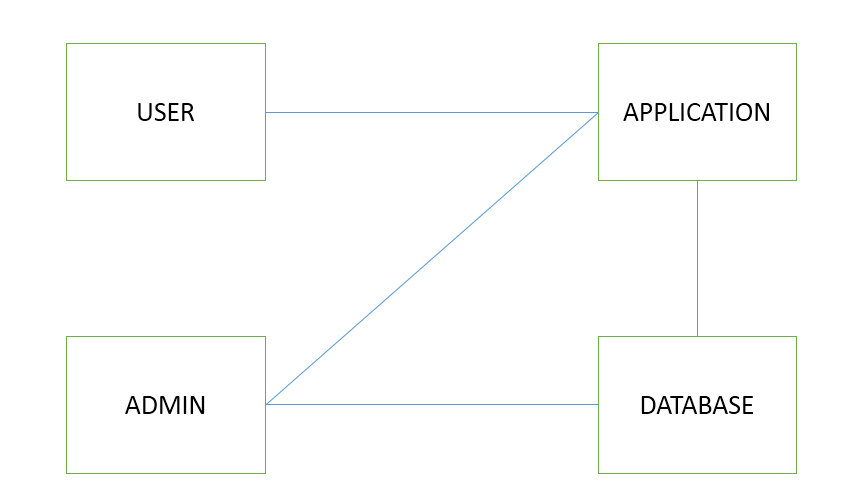 USER
APPLICATION
ADMIN
DATABASE